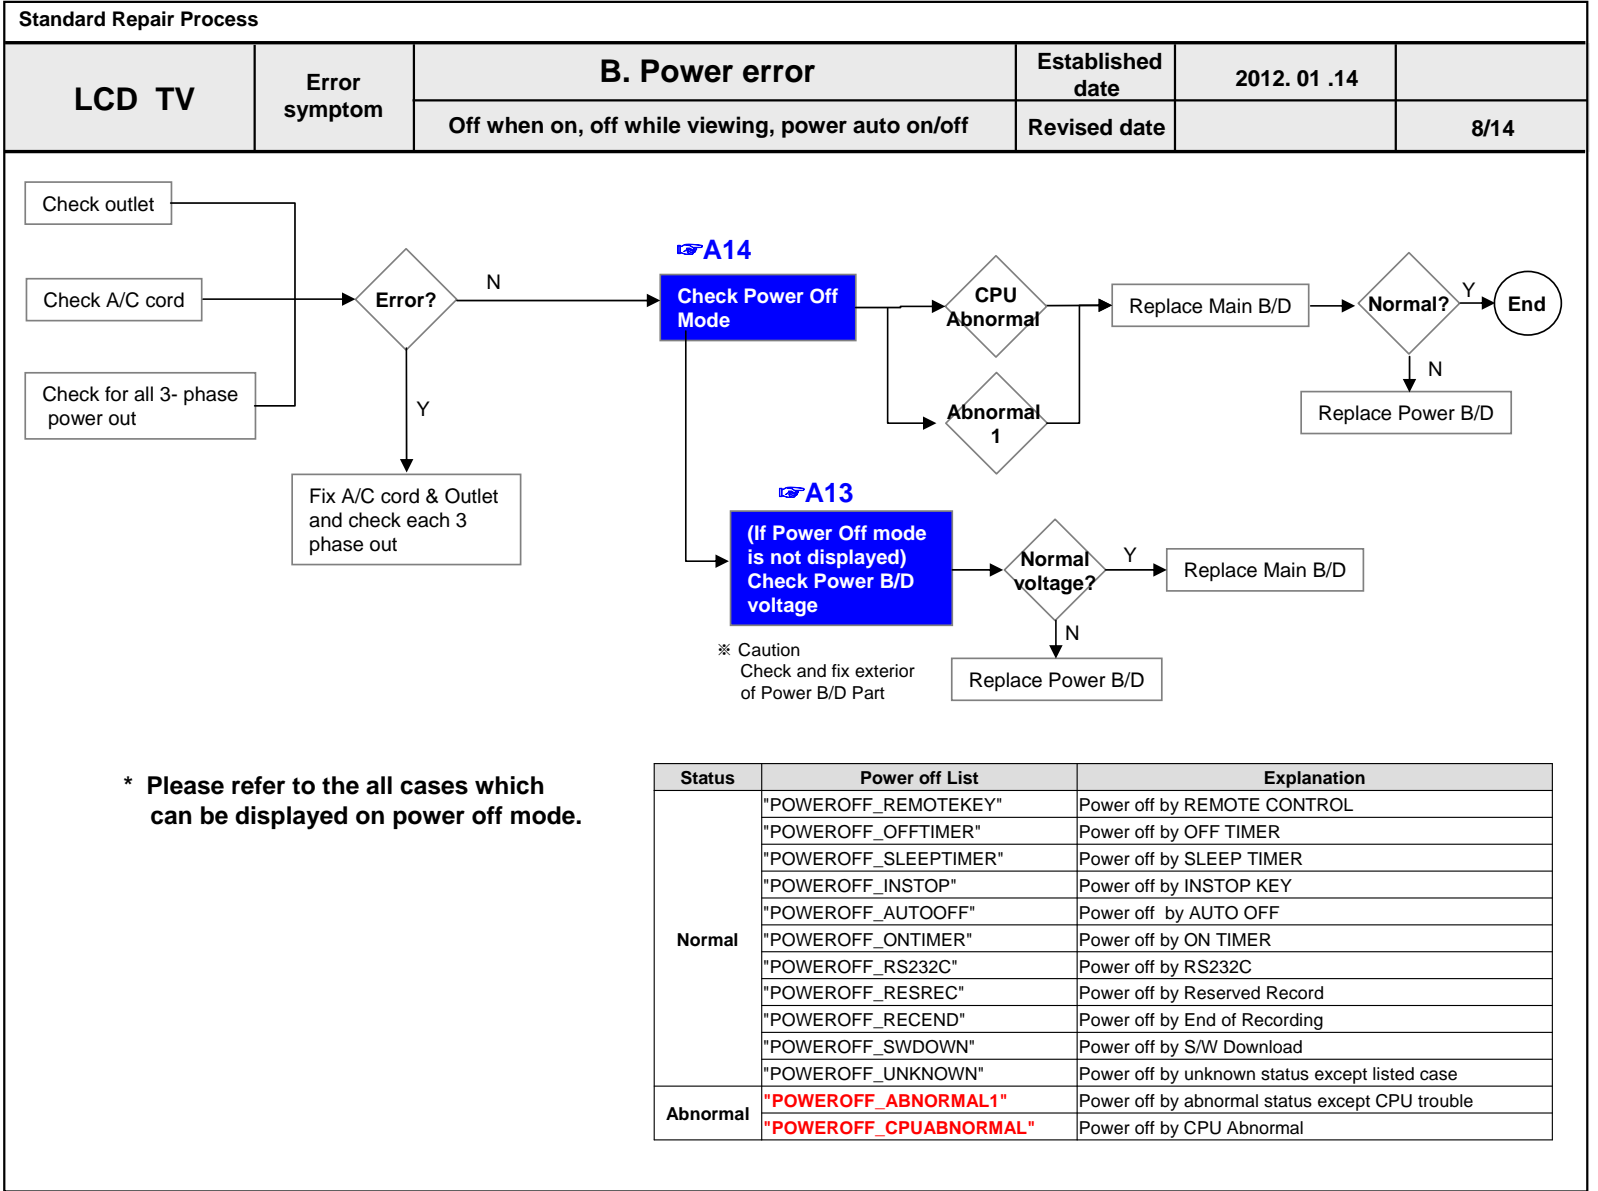 Standard Repair Process
LCD TV
Error
symptom
B. Power error
Established
date
2012. 01 .14
Off when on, off while viewing, power auto on/off
Revised date
8/14
Check outlet
Check A/C cord
Check for all 3- phase
power out
Error?
N
Y
Fix A/C cord & Outlet
and check each 3
phase out
☞A14
Check Power Off
Mode
CPU
Abnormal
Abnormal
1
Replace Main B/D
Normal?
Y
End
N
Replace Power B/D
☞A13
(If Power Off mode
is not displayed)
Check Power B/D
voltage
Normal
voltage?
Y
Replace Main B/D
N
Replace Power B/D
※ Caution
Check and fix exterior
of Power B/D Part
* Please refer to the all cases which
can be displayed on power off mode.
Status Power off List Explanation
Normal
"POWEROFF_REMOTEKEY" Power off by REMOTE CONTROL
"POWEROFF_OFFTIMER" Power off by OFF TIMER
"POWEROFF_SLEEPTIMER" Power off by SLEEP TIMER
"POWEROFF_INSTOP" Power off by INSTOP KEY
"POWEROFF_AUTOOFF" Power off by AUTO OFF
"POWEROFF_ONTIMER" Power off by ON TIMER
"POWEROFF_RS232C" Power off by RS232C
"POWEROFF_RESREC" Power off by Reserved Record
"POWEROFF_RECEND" Power off by End of Recording
"POWEROFF_SWDOWN" Power off by S/W Download
"POWEROFF_UNKNOWN" Power off by unknown status except listed case
Abnormal
"POWEROFF_ABNORMAL1" Power off by abnormal status except CPU trouble
"POWEROFF_CPUABNORMAL" Power off by CPU Abnormal